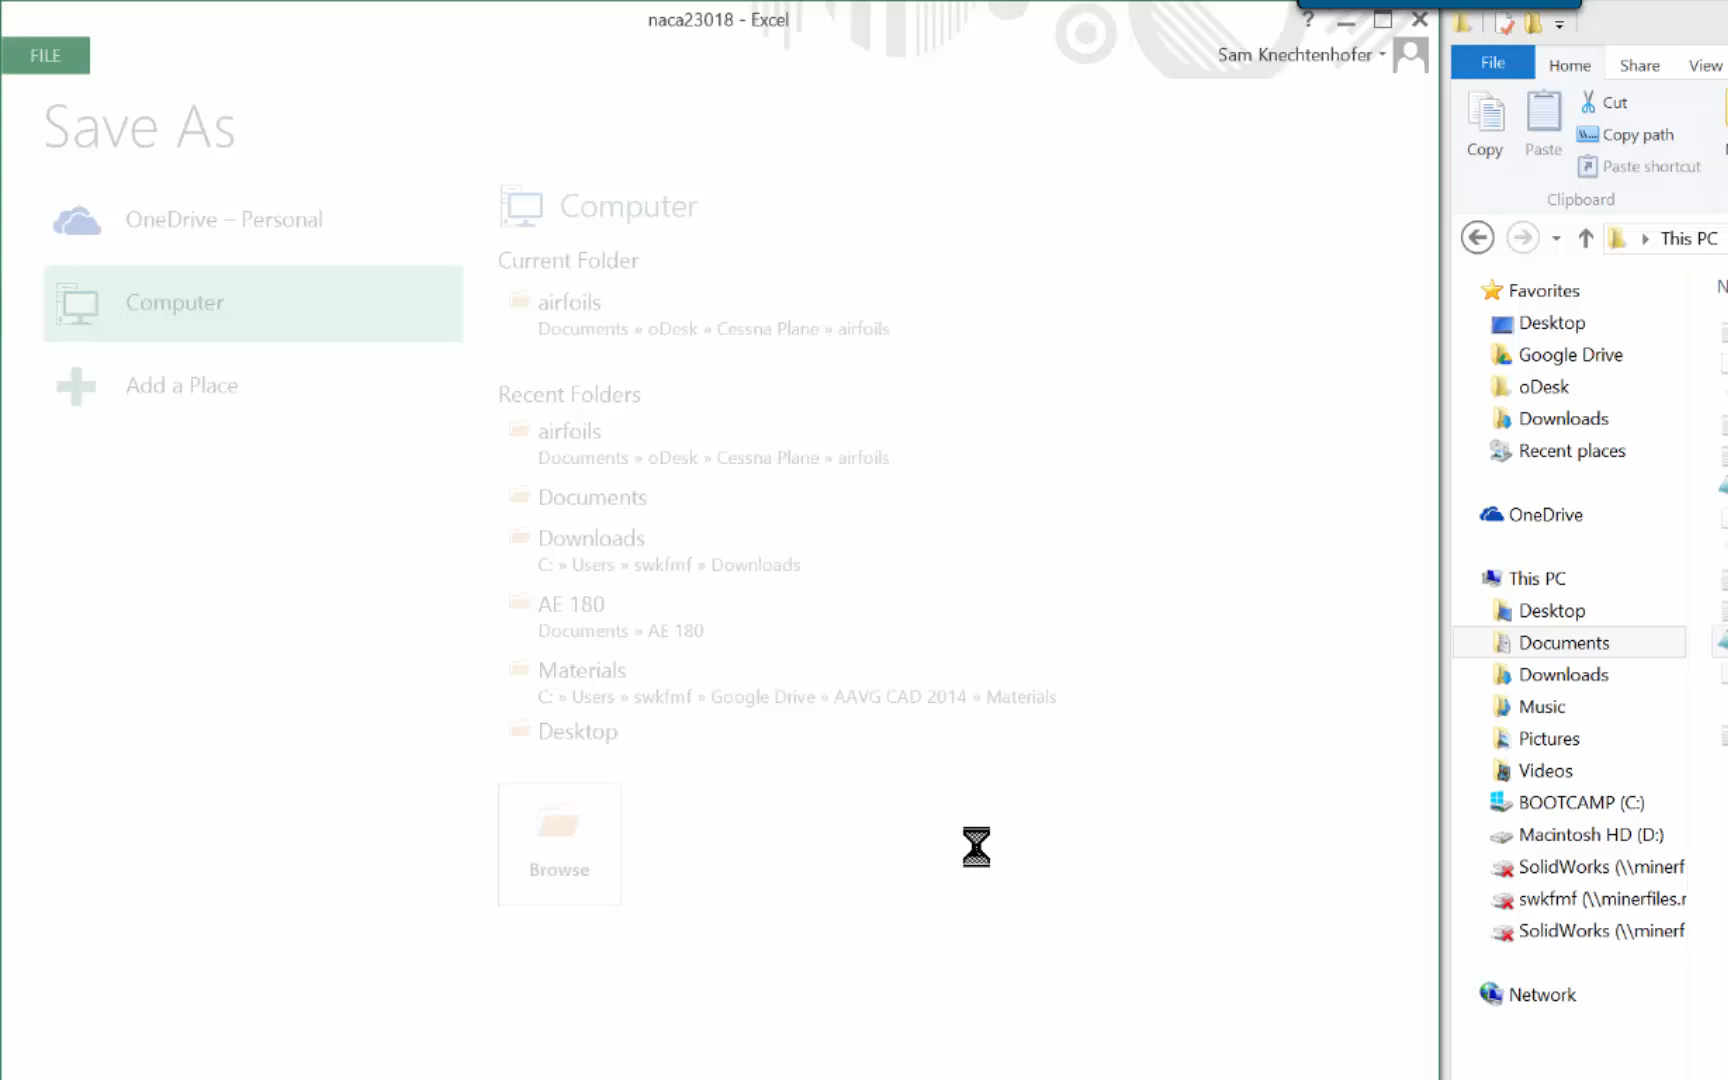 naca23018 - Excel
?
Sam Knechtenhofer
FILE
Save As
OneDrive – Personal
Computer
Add a Place
Computer
Current Folder
airfoils
Documents » oDesk » Cessna Plane » airfoils
Recent Folders
airfoils
Documents » oDesk » Cessna Plane » airfoils
Documents
Downloads
C: » Users » swkfmf » Downloads
AE 180
Documents » AE 180
Materials
C: » Users » swkfmf » Google Drive » AAVG CAD 2014 » Materials
Desktop
Browse
File
Home
Share
View
Copy
Paste
Cut
Copy path
Paste shortcut
Clipboard
This PC
Favorites
Desktop
Google Drive
oDesk
Downloads
Recent places
OneDrive
This PC
Desktop
Documents
Downloads
Music
Pictures
Videos
BOOTCAMP (C:)
Macintosh HD (D:)
SolidWorks (\\minerf
swkfmf (\\minerfiles.r
SolidWorks (\\minerf
Network